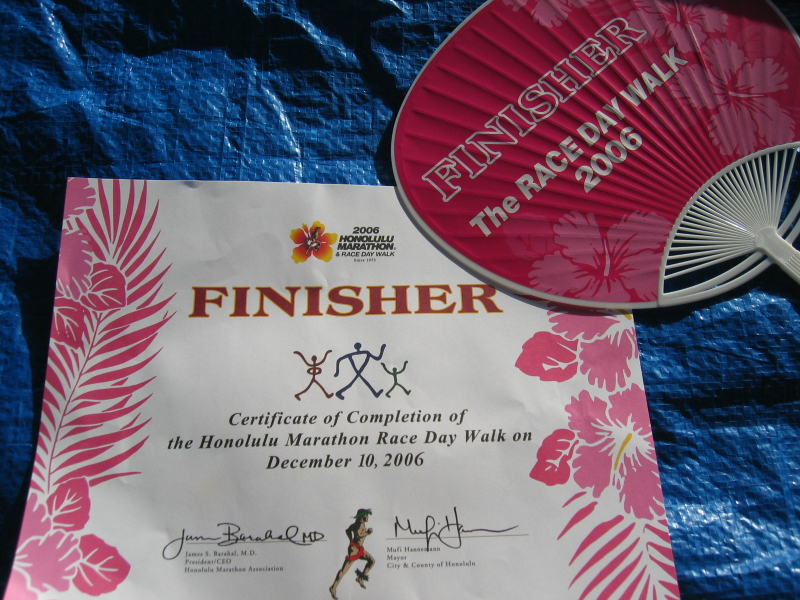 FINISHER
The RACE DAY WALK
2006
2006
HONOLULU
MARATHON
& RACE DAY WALK
Since 1973
FINISHER
Certificate of Completion of
the Honolulu Marathon Race Day Walk on
December 10, 2006
James S. Barahal, M.D.
President/CEO
Honolulu Marathon Association
Mufi Hannemann
Mayor
City & County of Honolulu